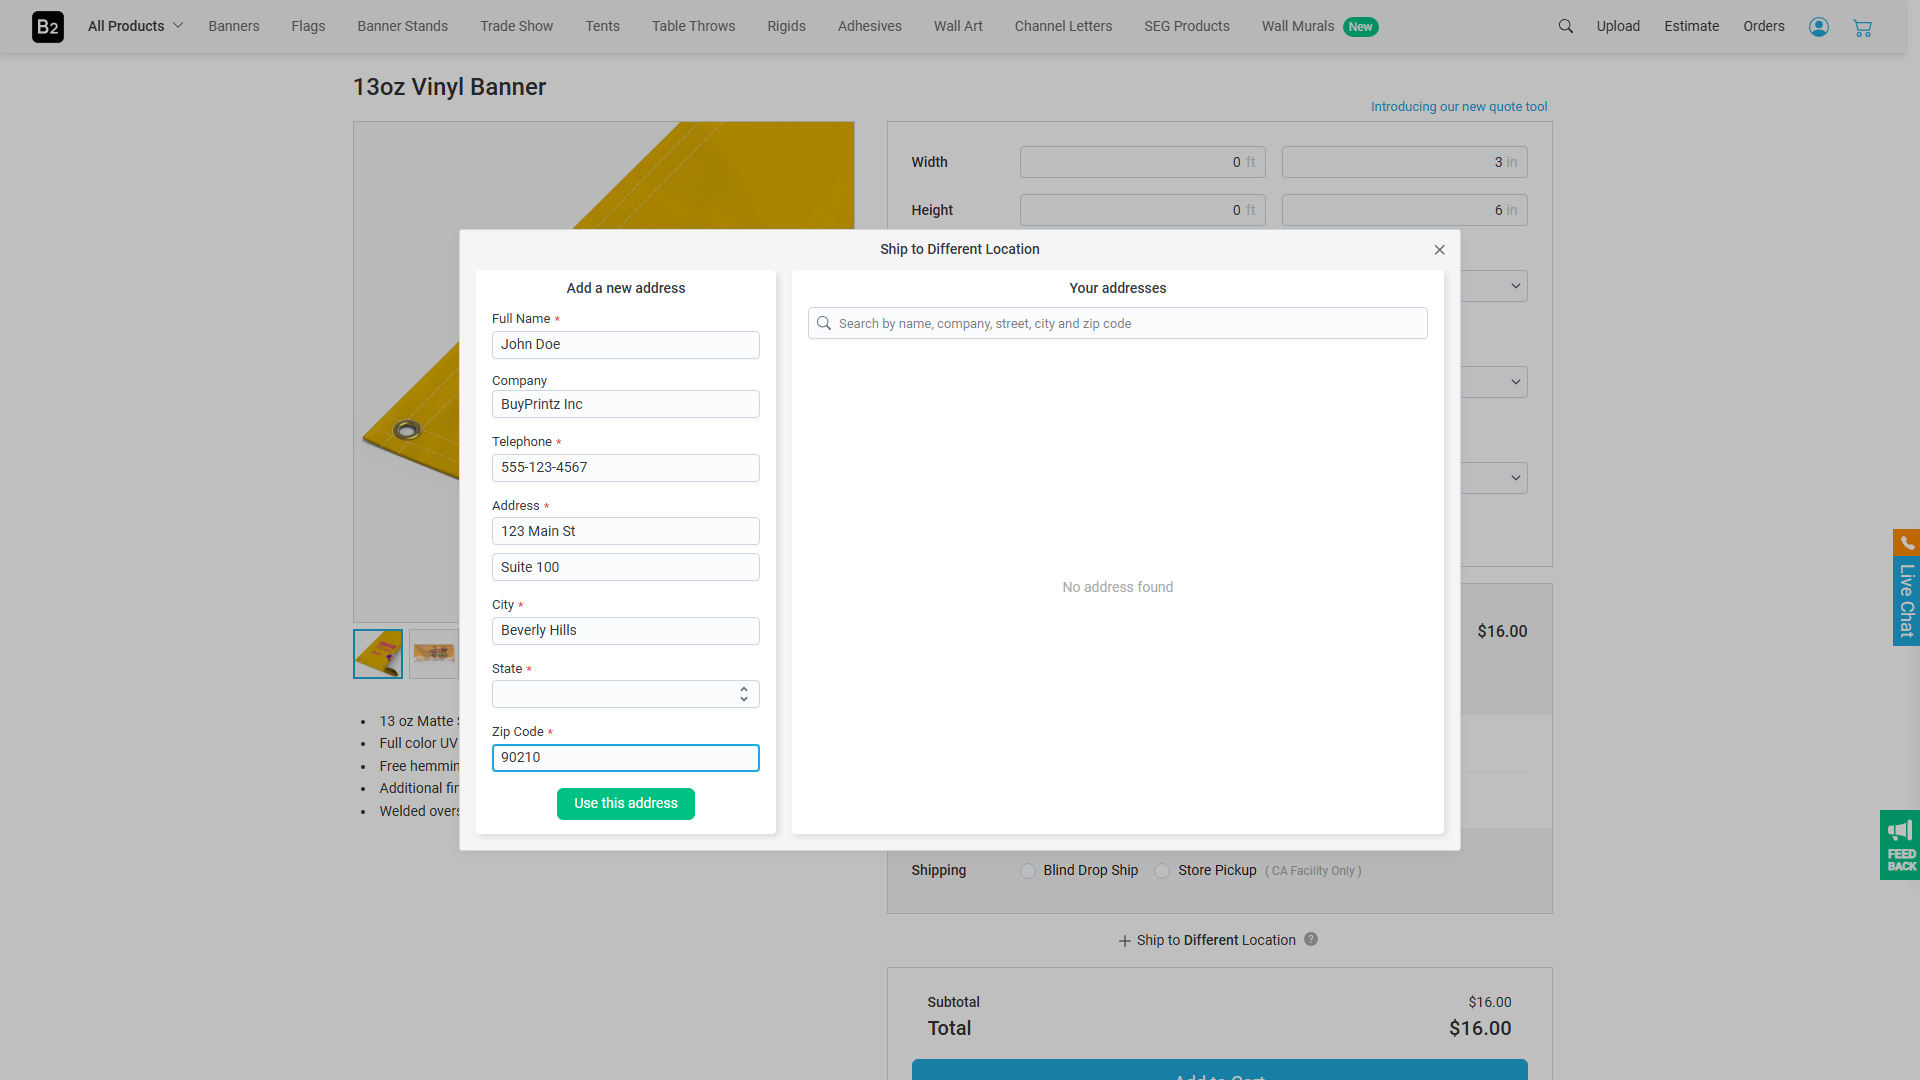 B2
All Products
Banners
Flags
Banner Stands
Trade Show
Tents
Table Throws
Rigids
Adhesives
Wall Art
Channel Letters
SEG Products
Wall Murals New
Upload
Estimate
Orders
13oz Vinyl Banner
Introducing our new quote tool
Width
0 ft
3 in
Height
0 ft
6 in
Ship to Different Location
Add a new address
Full Name *
John Doe
Company
BuyPrintz Inc
Telephone *
555-123-4567
Address *
123 Main St
Suite 100
City *
Beverly Hills
State *
Zip Code *
90210
Use this address
Your addresses
Search by name, company, street, city and zip code
No address found
$16.00
13 oz Matte
Full color UV
Free hemmin
Additional fin
Welded overs
Shipping
Blind Drop Ship
Store Pickup ( CA Facility Only )
Ship to Different Location ?
Subtotal
$16.00
Total
$16.00
Add to Cart
Live Chat
FEED
BACK